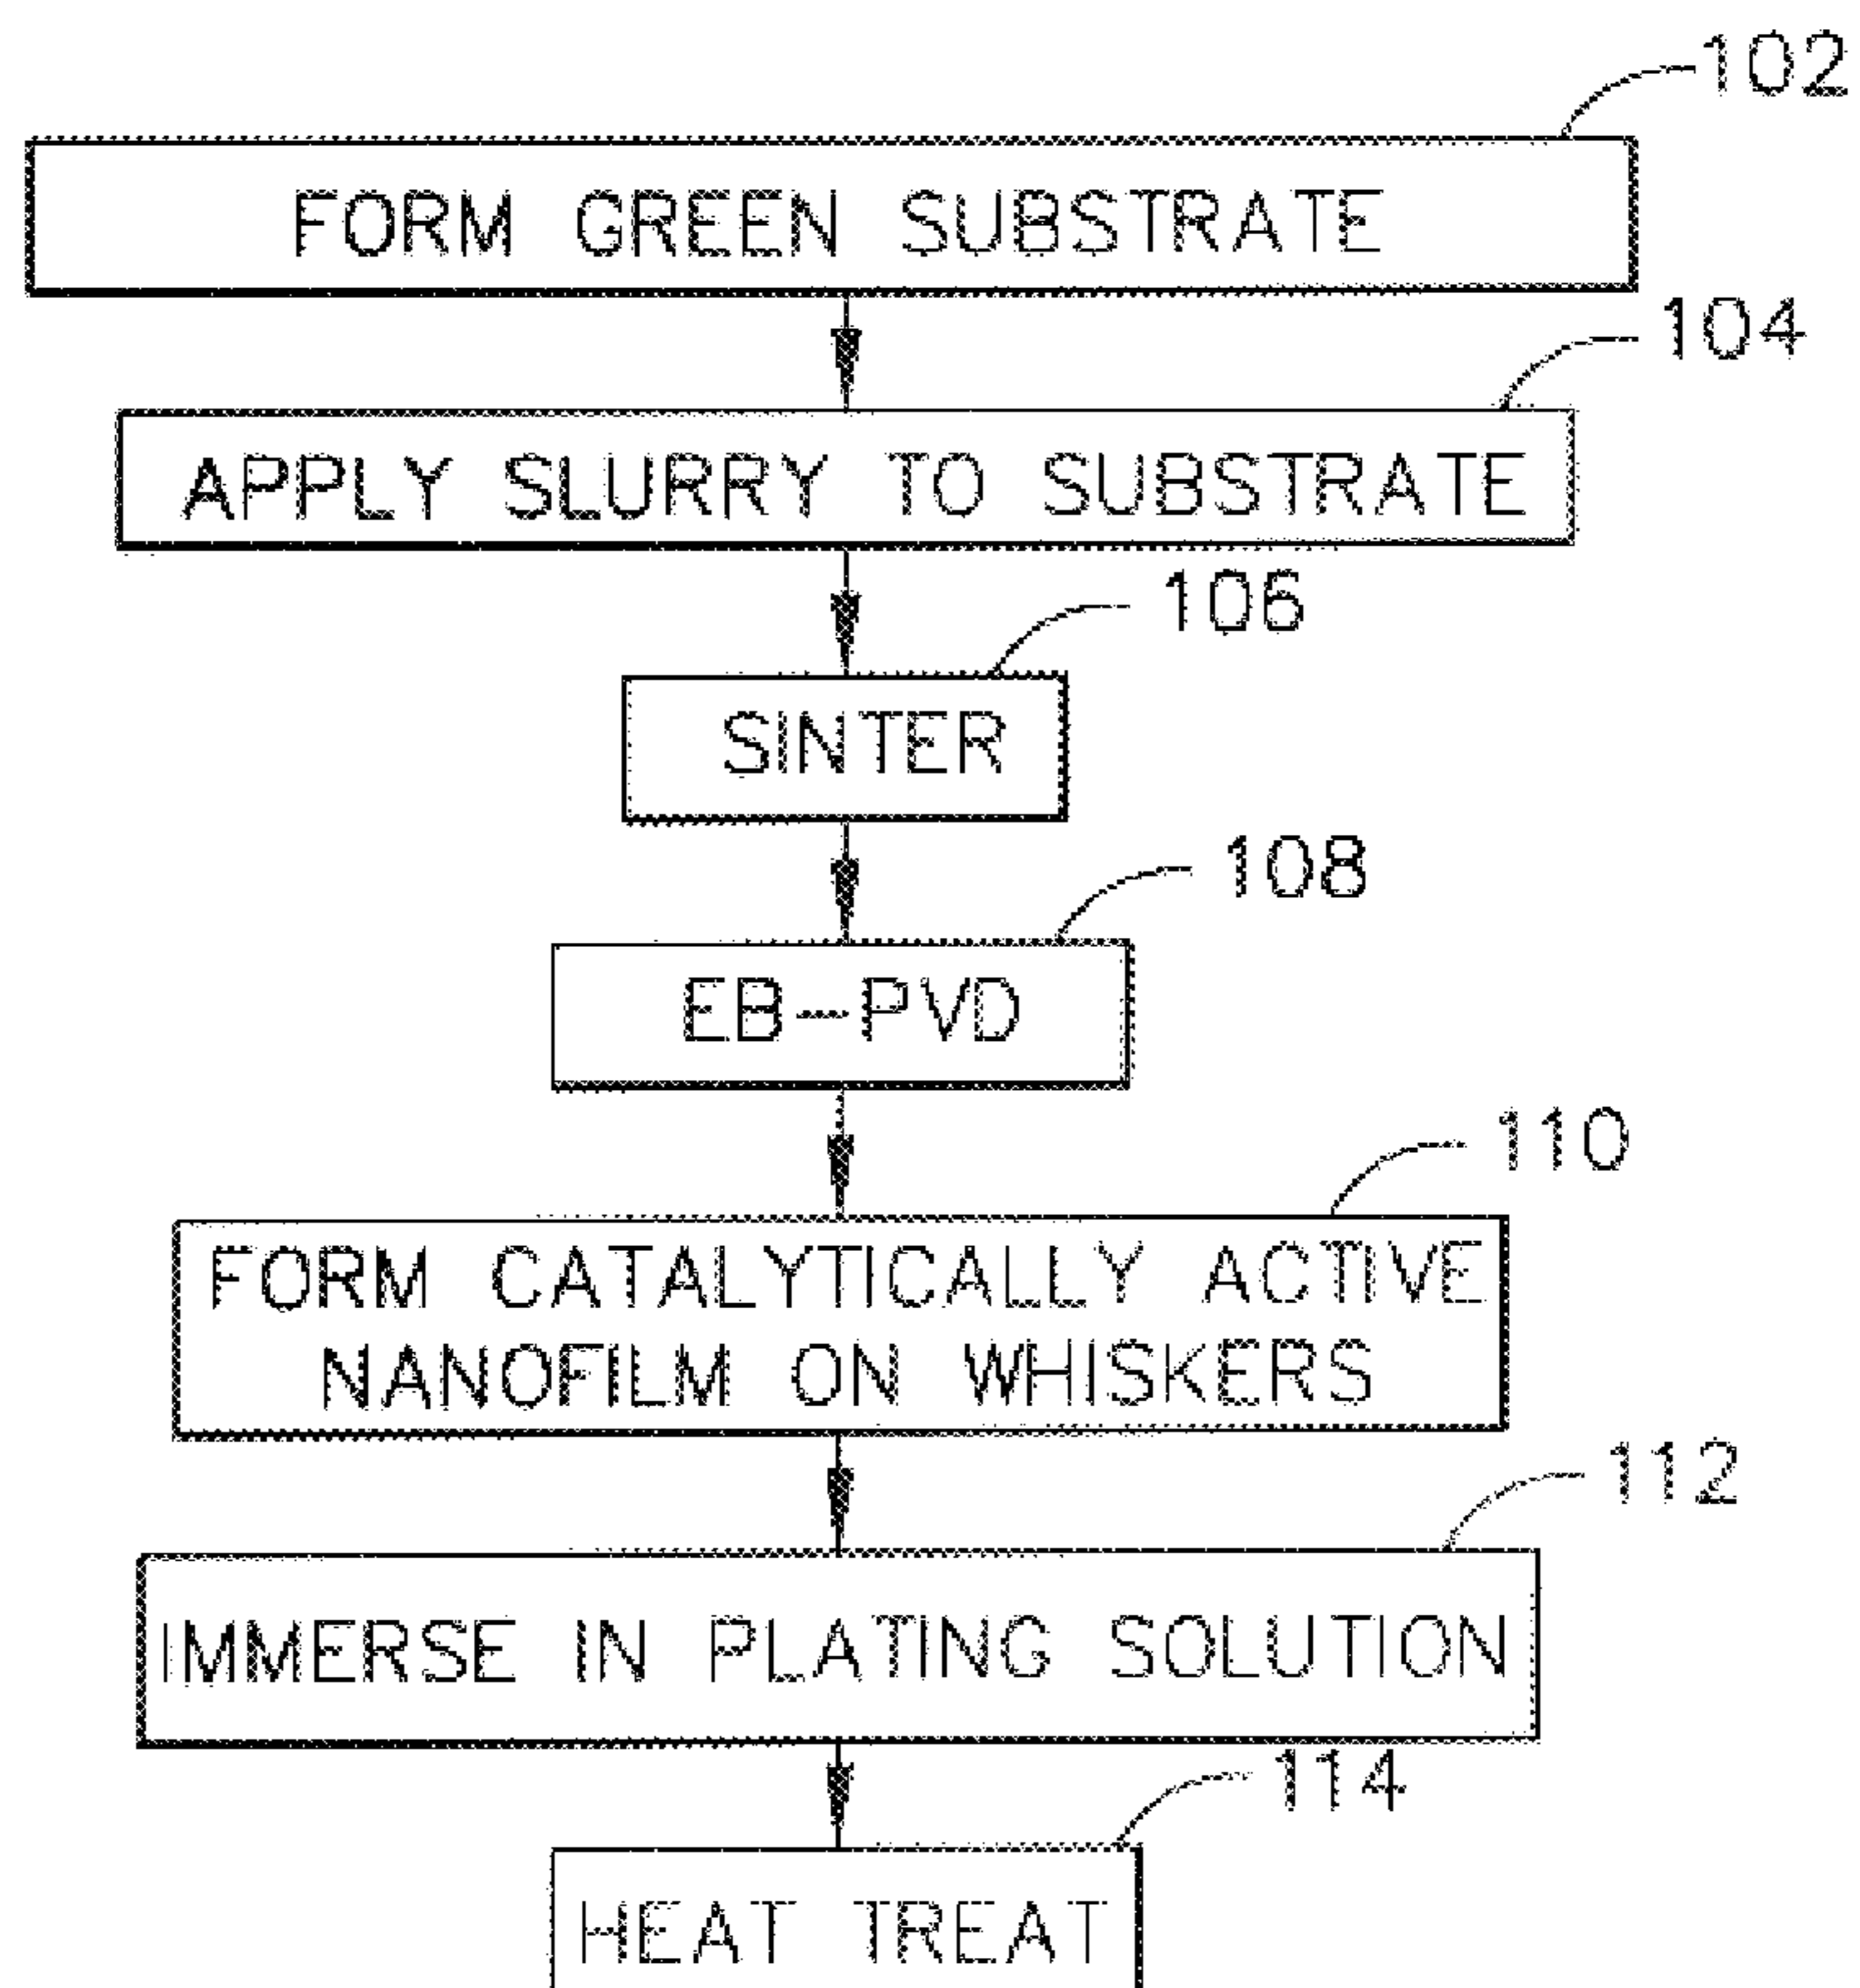 102
FORM GREEN SUBSTRATE
104
APPLY SLURRY TO SUBSTRATE
106
SINTER
108
EB-PVD
110
FORM CATALYTICALLY ACTIVE
NANOFILM ON WHISKERS
112
IMMERSE IN PLATING SOLUTION
114
HEAT TREAT